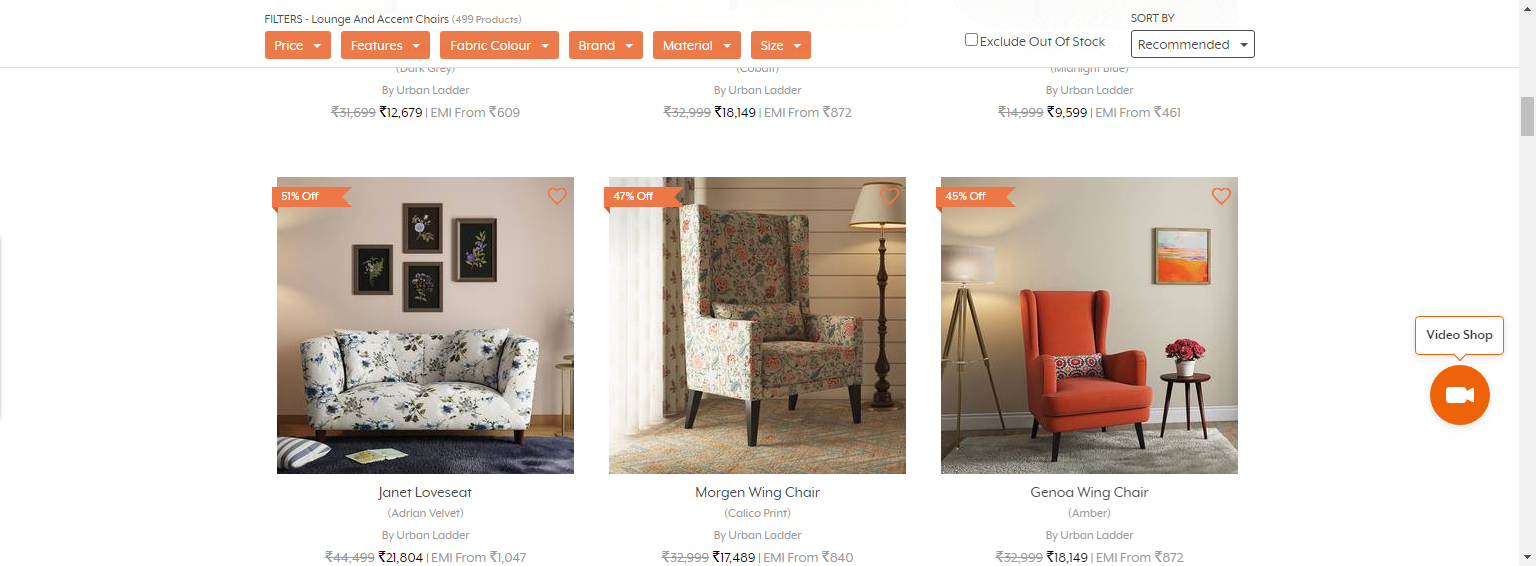 FILTERS - Lounge And Accent Chairs (499 Products)
SORT BY
Price
Features
Fabric Colour
Brand
Material
Size
Exclude Out Of Stock
Recommended
(Dark Grey)
(Cobalt)
(Midnight Blue)
By Urban Ladder
By Urban Ladder
By Urban Ladder
₹31,699 ₹12,679 | EMI From ₹609
₹32,999 ₹18,149 | EMI From ₹872
₹14,999 ₹9,599 | EMI From ₹461
51% Off
47% Off
45% Off
Video Shop
Janet Loveseat
(Adrian Velvet)
By Urban Ladder
₹44,499 ₹21,804 | EMI From ₹1,047
Morgen Wing Chair
(Calico Print)
By Urban Ladder
₹32,999 ₹17,489 | EMI From ₹840
Genoa Wing Chair
(Amber)
By Urban Ladder
₹32,999 ₹18,149 | EMI From ₹872